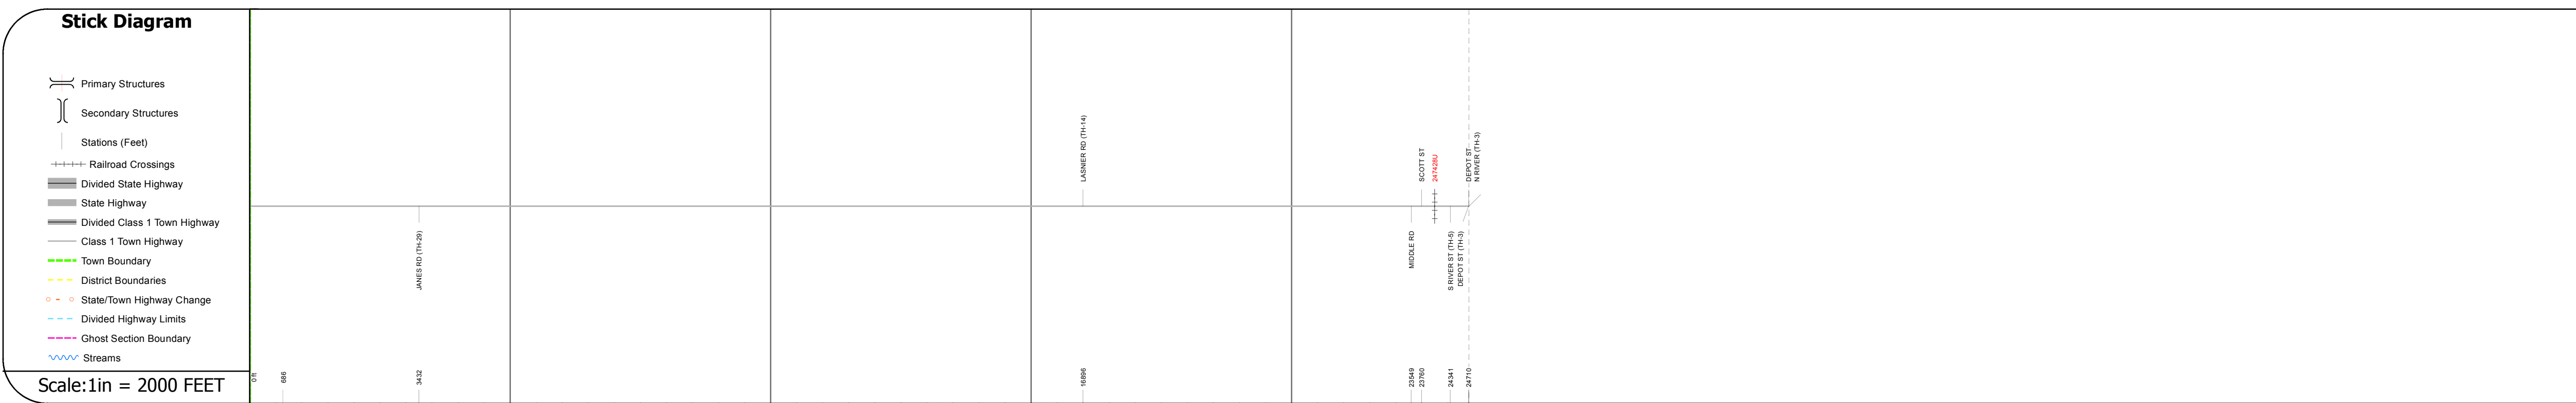 Stick Diagram
Primary Structures
Secondary Structures
Stations (Feet)
Railroad Crossings
Divided State Highway
State Highway
Divided Class 1 Town Highway
Class 1 Town Highway
Town Boundary
District Boundaries
State/Town Highway Change
Divided Highway Limits
Ghost Section Boundary
Streams
Scale:1in = 2000 FEET
LASNIER RD (TH-14)
SCOTT ST
247428U
DEPOT ST
N RIVER (TH-3)
JANES RD (TH-29)
MIDDLE RD
S RIVER ST (TH-5)
DEPOT ST (TH-3)
0 ft
686
3432
16896
23549
23760
24341
24710